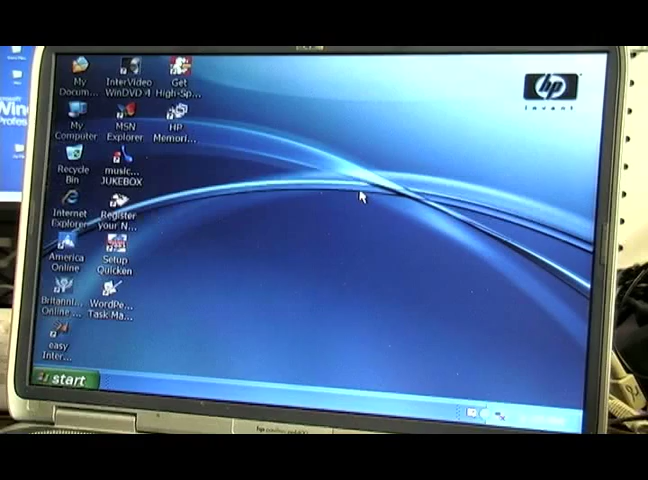 My
Docum...
InterVideo
WinDVD 4
Get
High-Sp...
My
Computer
MSN
Explorer
HP
Memori...
Recycle
Bin
music...
JUKEBOX
Internet
Explorer
Register
your N...
America
Online
Setup
Quicken
Britanni...
Online ...
WordPe...
Task Ma...
easy
Inter...
start
hp
invent
hp